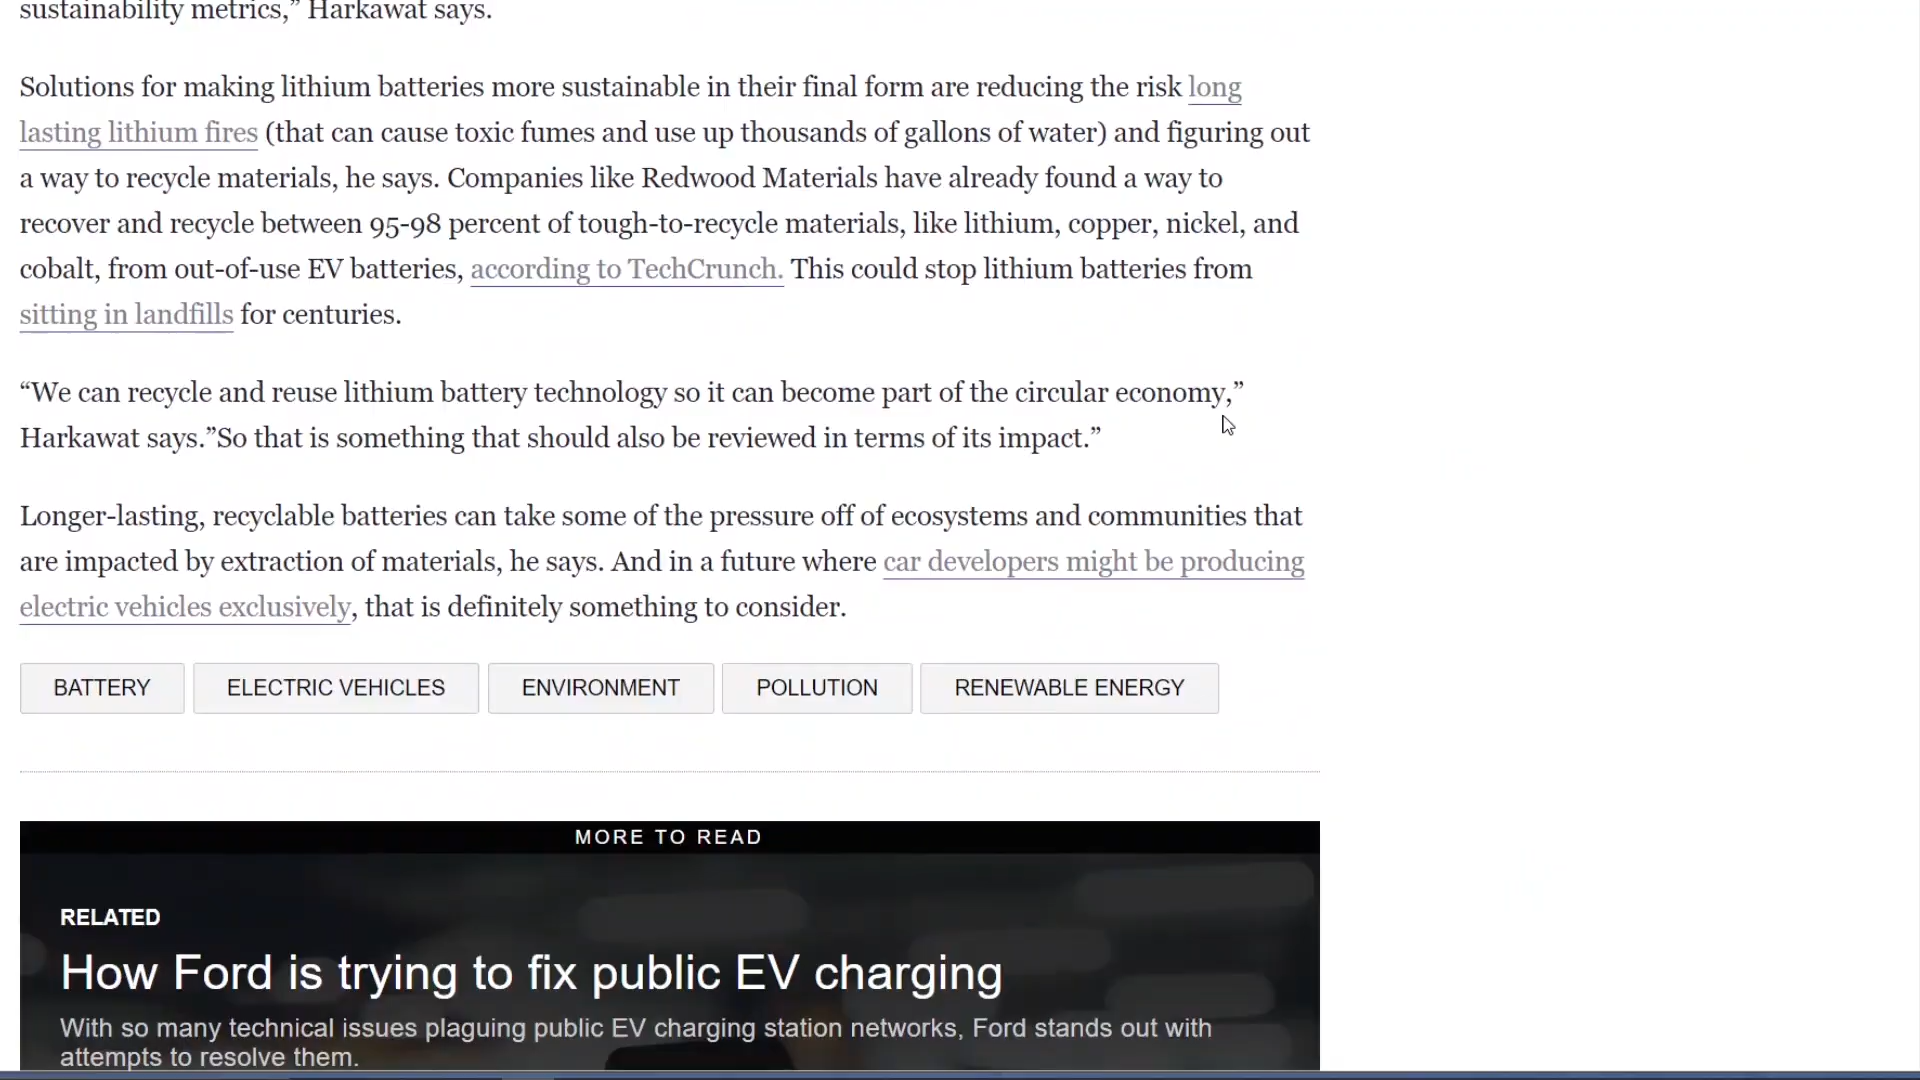 sustainability metrics,” Harkawat says.
Solutions for making lithium batteries more sustainable in their final form are reducing the risk long
lasting lithium fires (that can cause toxic fumes and use up thousands of gallons of water) and figuring out
a way to recycle materials, he says. Companies like Redwood Materials have already found a way to
recover and recycle between 95-98 percent of tough-to-recycle materials, like lithium, copper, nickel, and
cobalt, from out-of-use EV batteries, according to TechCrunch. This could stop lithium batteries from
sitting in landfills for centuries.
“We can recycle and reuse lithium battery technology so it can become part of the circular economy,”
Harkawat says.”So that is something that should also be reviewed in terms of its impact.”
Longer-lasting, recyclable batteries can take some of the pressure off of ecosystems and communities that
are impacted by extraction of materials, he says. And in a future where car developers might be producing
electric vehicles exclusively, that is definitely something to consider.
BATTERY ELECTRIC VEHICLES ENVIRONMENT POLLUTION RENEWABLE ENERGY
MORE TO READ
RELATED
How Ford is trying to fix public EV charging
With so many technical issues plaguing public EV charging station networks, Ford stands out with
attempts to resolve them.